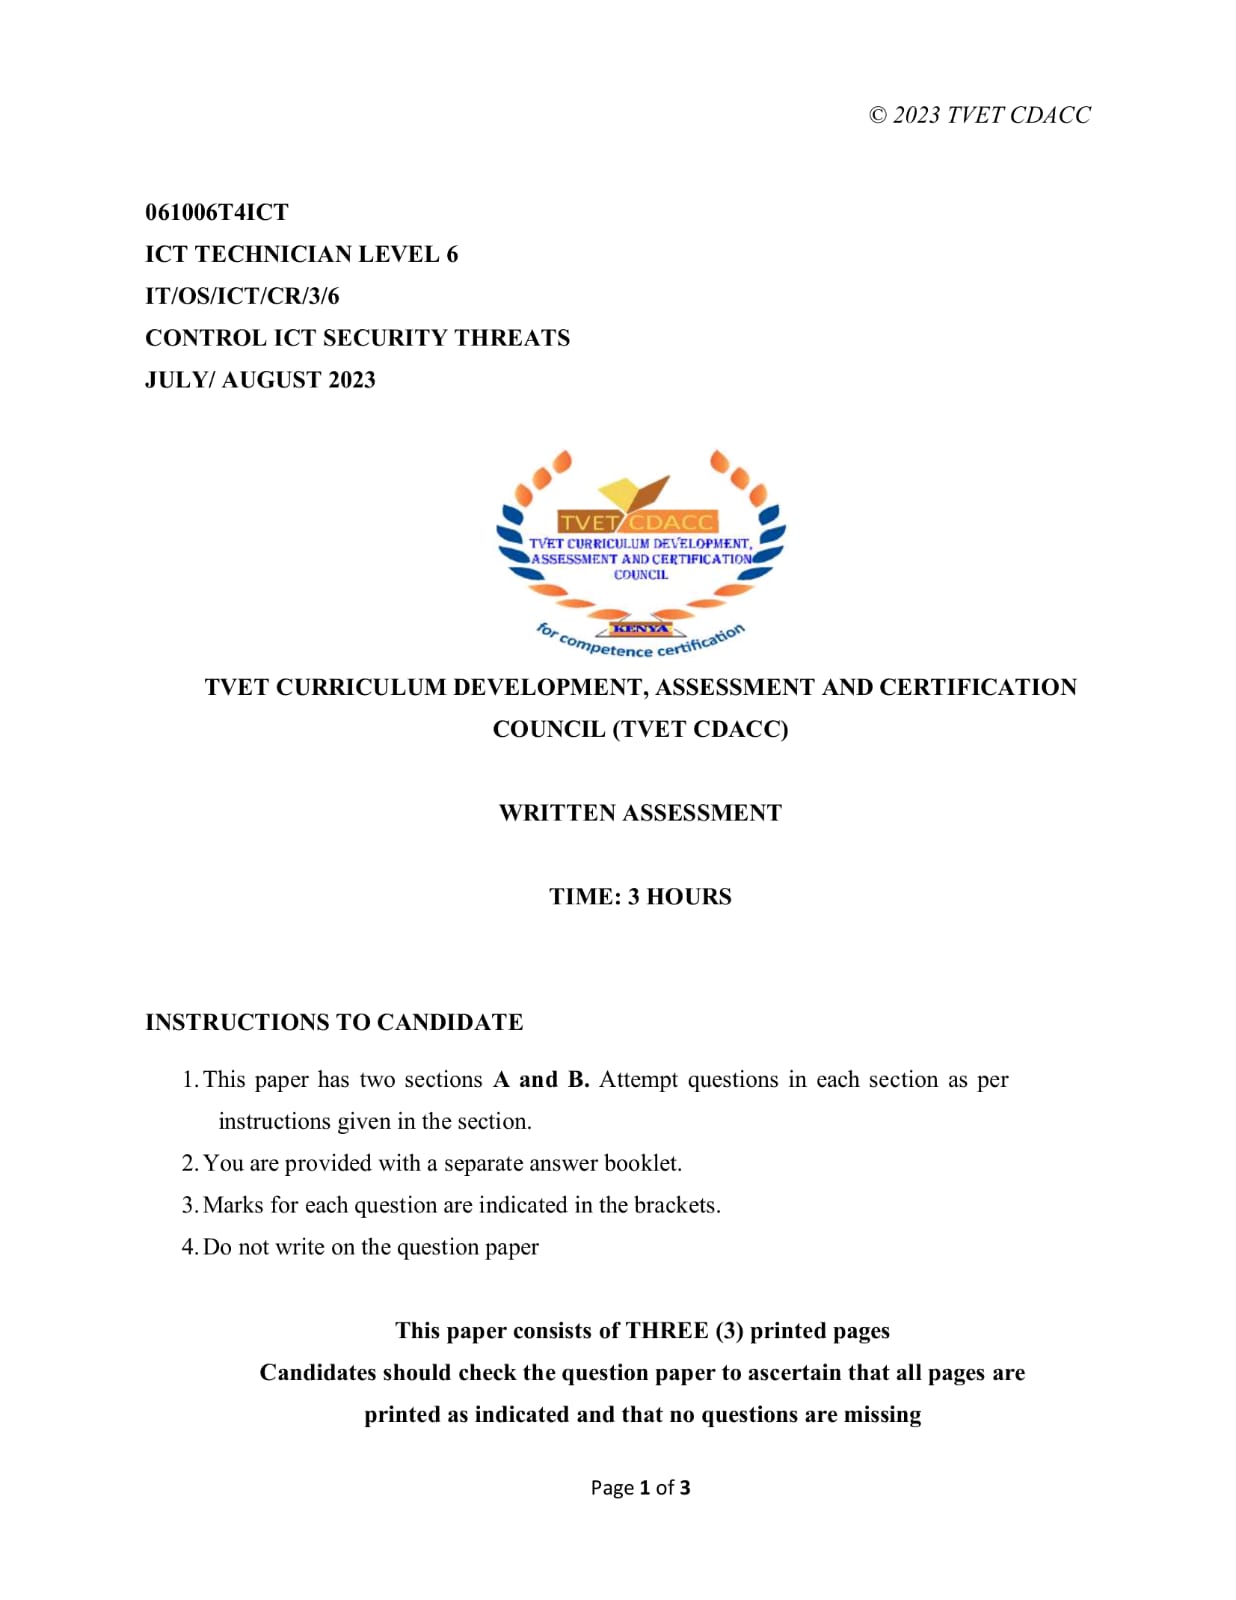 © 2023 TVET CDACC
061006T4ICT
ICT TECHNICIAN LEVEL 6
IT/OS/ICT/CR/3/6
CONTROL ICT SECURITY THREATS
JULY/ AUGUST 2023
TVET CDACC
TVET CURRICULUM DEVELOPMENT,
ASSESSMENT AND CERTIFICATION
COUNCIL
KENYA
for competence certification
TVET CURRICULUM DEVELOPMENT, ASSESSMENT AND CERTIFICATION
COUNCIL (TVET CDACC)
WRITTEN ASSESSMENT
TIME: 3 HOURS
INSTRUCTIONS TO CANDIDATE
1. This paper has two sections A and B. Attempt questions in each section as per
instructions given in the section.
2. You are provided with a separate answer booklet.
3. Marks for each question are indicated in the brackets.
4. Do not write on the question paper
This paper consists of THREE (3) printed pages
Candidates should check the question paper to ascertain that all pages are
printed as indicated and that no questions are missing
Page 1 of 3